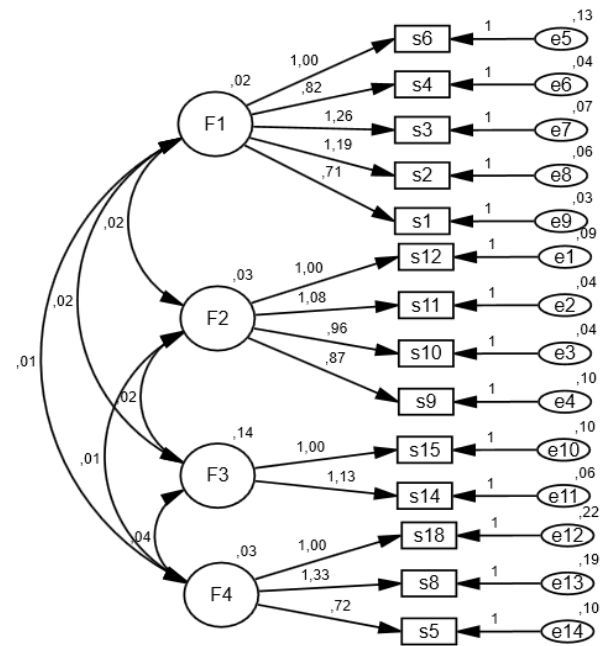 ,13
s6 1 e5
1,00
,04
,02 ,82 s4 1 e6
,07
F1 1,26 s3 1 e7
1,19 ,06
s2 1 e8
,71
,03
s1 1 e9
,02
,09
s12 1 e1
,03 1,00
,04
1,08 s11 1 e2
F2
,02
,96 ,04
s10 1 e3
,87
,01
,10
s9 1 e4
,02
,14 ,10
1,00 s15 1 e10
,01
F3 1,13 ,06
s14 1 e11
,22
,04 s18 1 e12
,03 1,00
,19
1,33 s8 1 e13
F4
,72 ,10
s5 1 e14